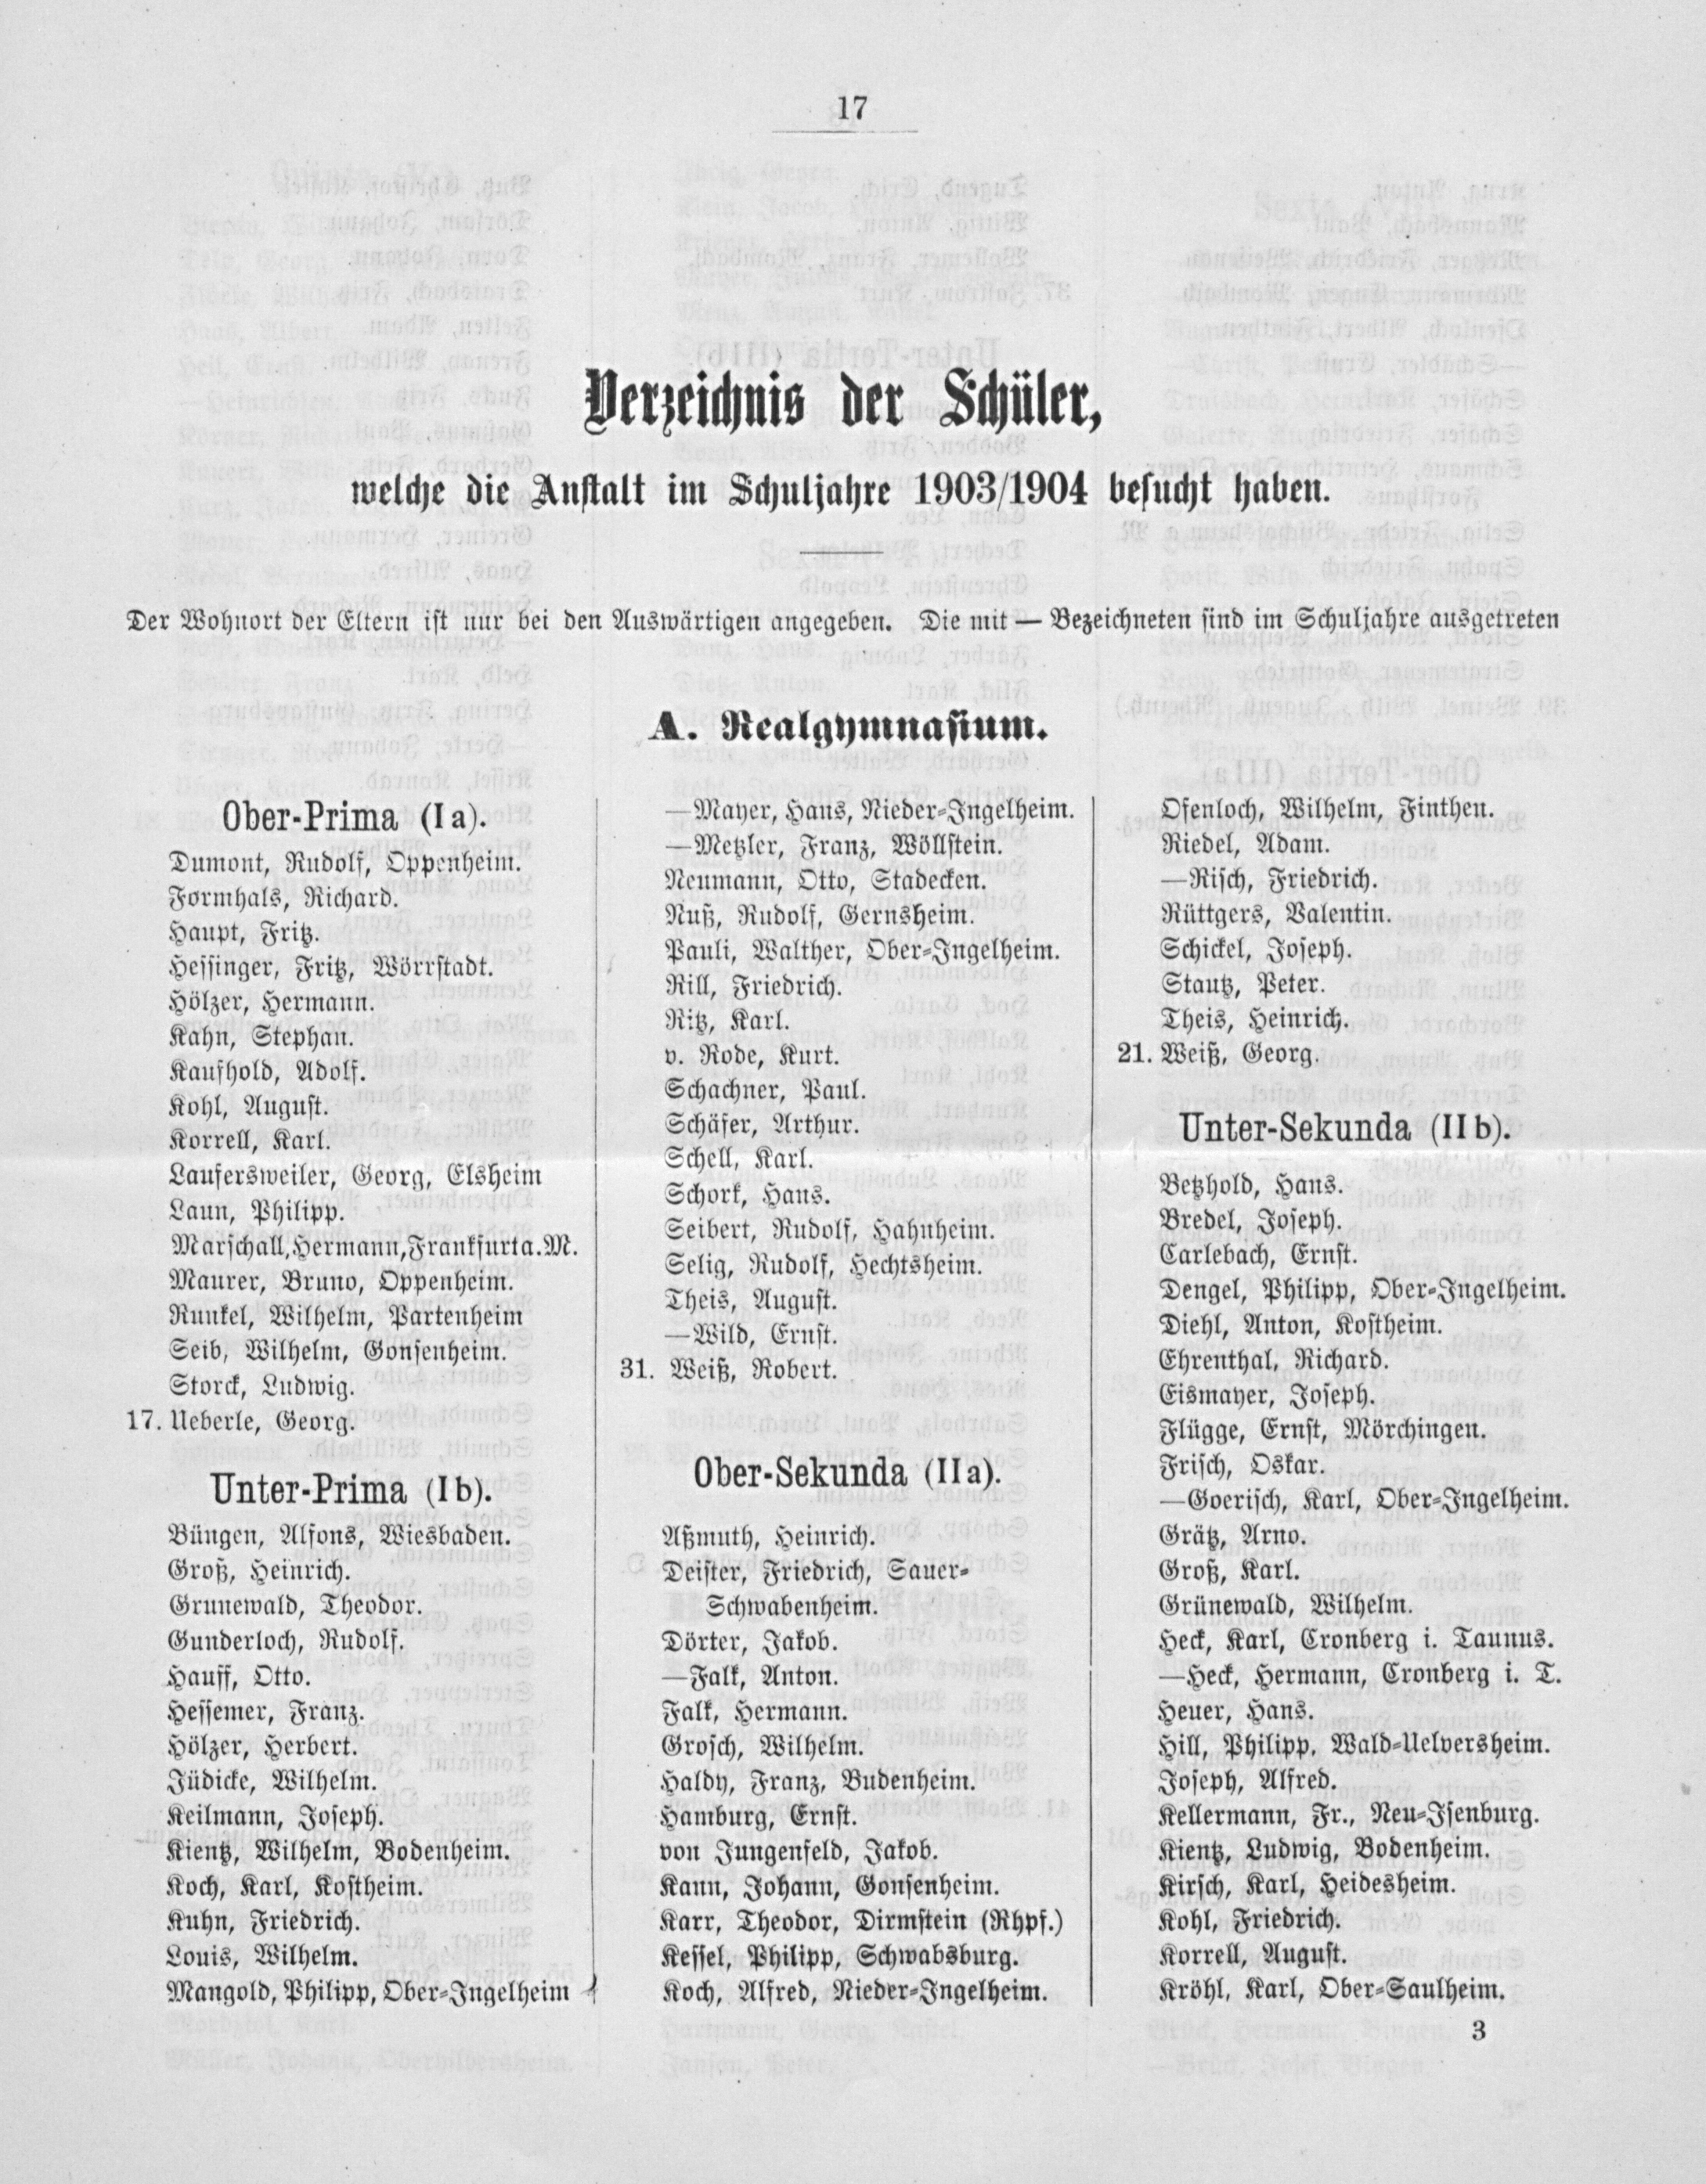 17
Verzeichnis der Schüler,
welche die Anstalt im Schuljahre 1903/1904 besucht haben.
Der Wohnort der Eltern ist nur bei den Auswärtigen angegeben. Die mit — Bezeichneten sind im Schuljahre ausgetreten
A. Realgymnasium.
Ober-Prima (Ia).
Dumont, Rudolf, Oppenheim.
Formhals, Richard.
Haupt, Fritz.
Hessinger, Fritz, Wörrstadt.
Hölzer, Hermann.
Kahn, Stephan.
Kaufhold, Adolf.
Kohl, August.
Korrell, Karl.
Laufersweiler, Georg, Elsheim
Laun, Philipp.
Marschall, Hermann, Frankfurt a. M.
Maurer, Bruno, Oppenheim.
Runkel, Wilhelm, Partenheim
Seib, Wilhelm, Gonsenheim.
Storck, Ludwig.
17. Ueberle, Georg.
Unter-Prima (Ib).
Büngen, Alfons, Wiesbaden.
Groß, Heinrich.
Grunewald, Theodor.
Gunderloch, Rudolf.
Hauff, Otto.
Hessemer, Franz.
Hölzer, Herbert.
Jüdicke, Wilhelm.
Keilmann, Joseph.
Kientz, Wilhelm, Bodenheim.
Koch, Karl, Kostheim.
Kuhn, Friedrich.
Louis, Wilhelm.
Mangold, Philipp, Ober-Ingelheim
—Mayer, Hans, Nieder-Ingelheim.
—Metzler, Franz, Wöllstein.
Neumann, Otto, Stadecken.
Nuß, Rudolf, Gernsheim.
Pauli, Walther, Ober-Ingelheim.
Rill, Friedrich.
Ritz, Karl.
v. Rode, Kurt.
Schachner, Paul.
Schäfer, Arthur.
Schell, Karl.
Schork, Hans.
Seibert, Rudolf, Hahnheim.
Selig, Rudolf, Hechtsheim.
Theis, August.
—Wild, Ernst.
31. Weiß, Robert.
Ober-Sekunda (IIa).
Aßmuth, Heinrich.
Deister, Friedrich, Sauer-
Schwabenheim.
Dörter, Jakob.
—Falk, Anton.
Falk, Hermann.
Grosch, Wilhelm.
Haldy, Franz, Budenheim.
Hamburg, Ernst.
von Jungenfeld, Jakob.
Kann, Johann, Gonsenheim.
Karr, Theodor, Dirmstein (Rhpf.)
Kessel, Philipp, Schwabsburg.
Koch, Alfred, Nieder-Ingelheim.
Ofenloch, Wilhelm, Finthen.
Riedel, Adam.
—Risch, Friedrich.
Rüttgers, Valentin.
Schickel, Joseph.
Stautz, Peter.
Theis, Heinrich.
21. Weiß, Georg.
Unter-Sekunda (IIb).
Betzhold, Hans.
Bredel, Joseph.
Carlebach, Ernst.
Dengel, Philipp, Ober-Ingelheim.
Diehl, Anton, Kostheim.
Ehrenthal, Richard.
Eismayer, Joseph.
Flügge, Ernst, Mörchingen.
Frisch, Oskar.
—Goerisch, Karl, Ober-Ingelheim.
Grätz, Arno.
Groß, Karl.
Grünewald, Wilhelm.
Heck, Karl, Cronberg i. Taunus.
—Heck, Hermann, Cronberg i. T.
Heuer, Hans.
Hill, Philipp, Wald-Uelversheim.
Joseph, Alfred.
Kellermann, Fr., Neu-Isenburg.
Kientz, Ludwig, Bodenheim.
Kirsch, Karl, Heidesheim.
Kohl, Friedrich.
Korrell, August.
Kröhl, Karl, Ober-Saulheim.
3